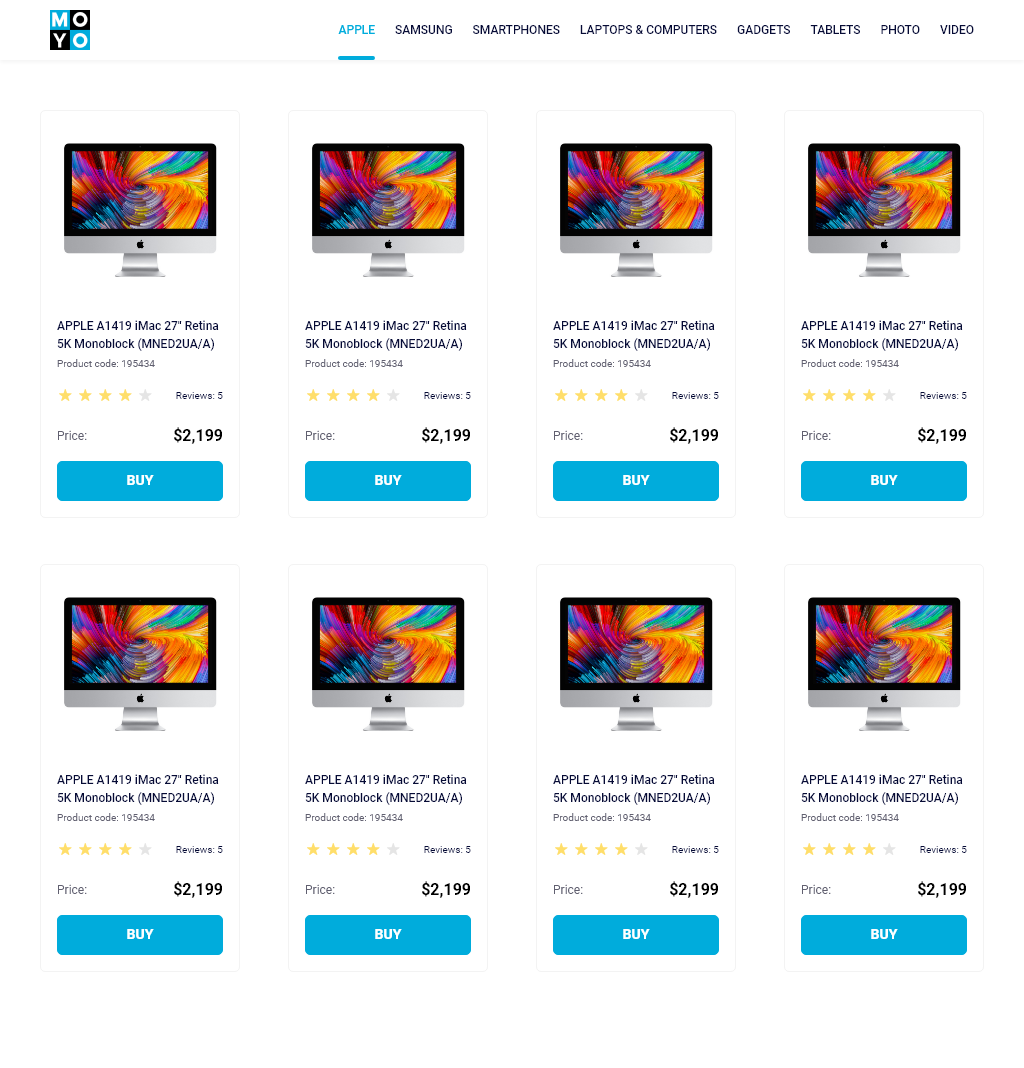 MO
YO
APPLE SAMSUNG SMARTPHONES LAPTOPS & COMPUTERS GADGETS TABLETS PHOTO VIDEO
APPLE A1419 iMac 27" Retina
5K Monoblock (MNED2UA/A)
Product code: 195434
Reviews: 5
Price: $2,199
BUY
APPLE A1419 iMac 27" Retina
5K Monoblock (MNED2UA/A)
Product code: 195434
Reviews: 5
Price: $2,199
BUY
APPLE A1419 iMac 27" Retina
5K Monoblock (MNED2UA/A)
Product code: 195434
Reviews: 5
Price: $2,199
BUY
APPLE A1419 iMac 27" Retina
5K Monoblock (MNED2UA/A)
Product code: 195434
Reviews: 5
Price: $2,199
BUY
APPLE A1419 iMac 27" Retina
5K Monoblock (MNED2UA/A)
Product code: 195434
Reviews: 5
Price: $2,199
BUY
APPLE A1419 iMac 27" Retina
5K Monoblock (MNED2UA/A)
Product code: 195434
Reviews: 5
Price: $2,199
BUY
APPLE A1419 iMac 27" Retina
5K Monoblock (MNED2UA/A)
Product code: 195434
Reviews: 5
Price: $2,199
BUY
APPLE A1419 iMac 27" Retina
5K Monoblock (MNED2UA/A)
Product code: 195434
Reviews: 5
Price: $2,199
BUY